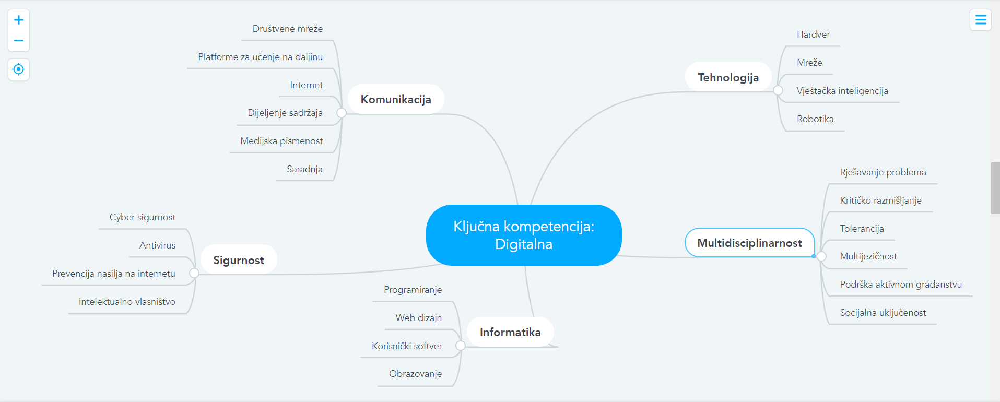 Društvene mreže
Platforme za učenje na daljinu
Internet
Dijeljenje sadržaja
Medijska pismenost
Saradnja
Komunikacija
Hardver
Mreže
Vještačka inteligencija
Robotika
Tehnologija
Ključna kompetencija:
Digitalna
Rješavanje problema
Kritičko razmišljanje
Tolerancija
Multijezičnost
Podrška aktivnom građanstvu
Socijalna uključenost
Multidisciplinarnost
Cyber sigurnost
Antivirus
Prevencija nasilja na internetu
Intelektualno vlasništvo
Sigurnost
Programiranje
Web dizajn
Korisnički softver
Obrazovanje
Informatika